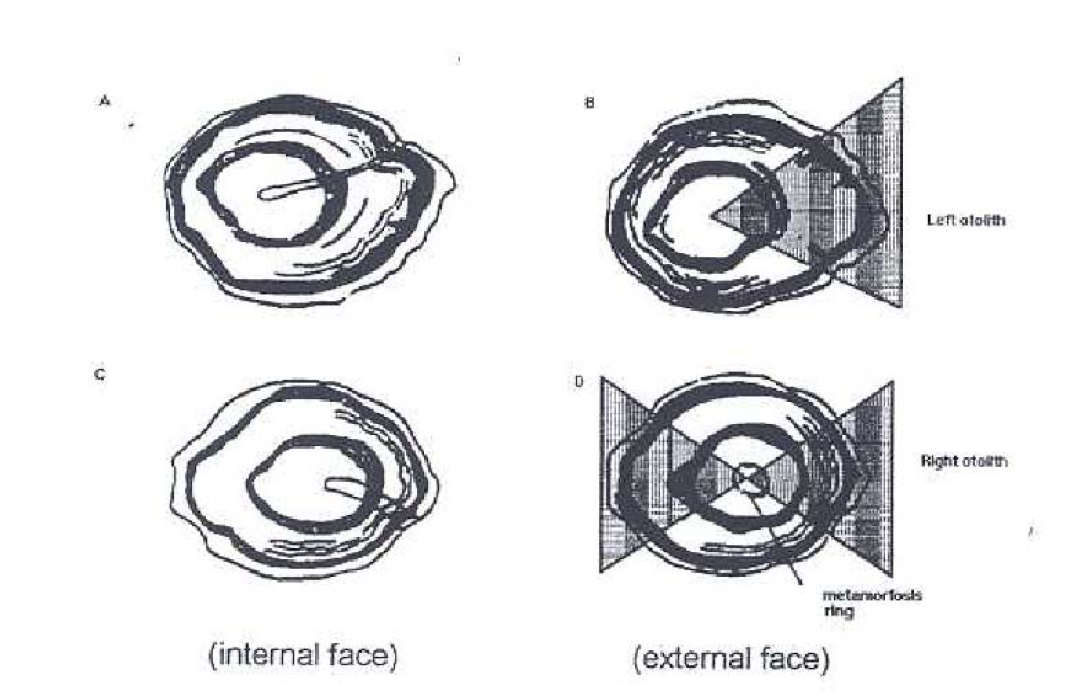 A
B
Left otolith
C
D
Right otolith
metamorfosis
ring
(internal face)
(external face)